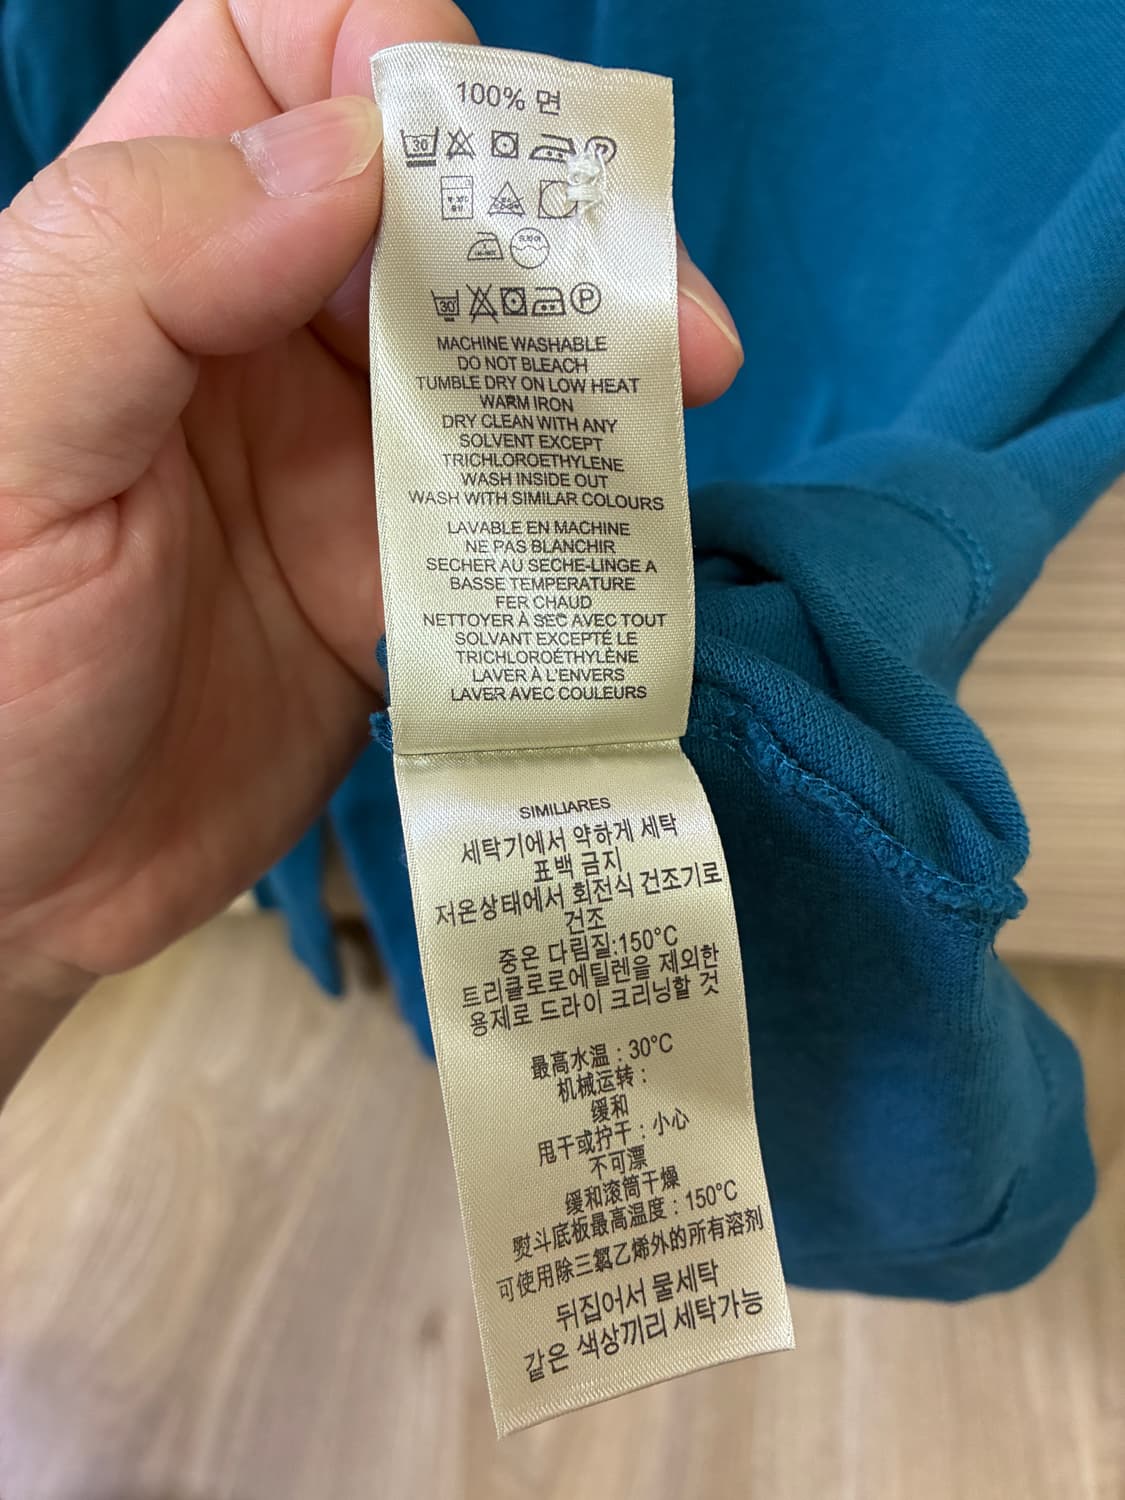 100% 면
30
30
P
MACHINE WASHABLE
DO NOT BLEACH
TUMBLE DRY ON LOW HEAT
WARM IRON
DRY CLEAN WITH ANY
SOLVENT EXCEPT
TRICHLOROETHYLENE
WASH INSIDE OUT
WASH WITH SIMILAR COLOURS
LAVABLE EN MACHINE
NE PAS BLANCHIR
SECHER AU SECHE-LINGE A
BASSE TEMPERATURE
FER CHAUD
NETTOYER À SEC AVEC TOUT
SOLVANT EXCEPTÉ LE
TRICHLOROÉTHYLÈNE
LAVER À L'ENVERS
LAVER AVEC COULEURS
SIMILIARES
세탁기에서 약하게 세탁
표백 금지
저온상태에서 회전식 건조기로
건조
중온 다림질:150°C
트리클로로에틸렌을 제외한
용제로 드라이 크리닝할 것
最高水温：30°C
机械运转：
缓和
甩干或拧干：小心
不可漂
缓和滚筒干燥
熨斗底板最高温度：150°C
可使用除三氯乙烯外的所有溶剂
뒤집어서 물세탁
같은 색상끼리 세탁가능